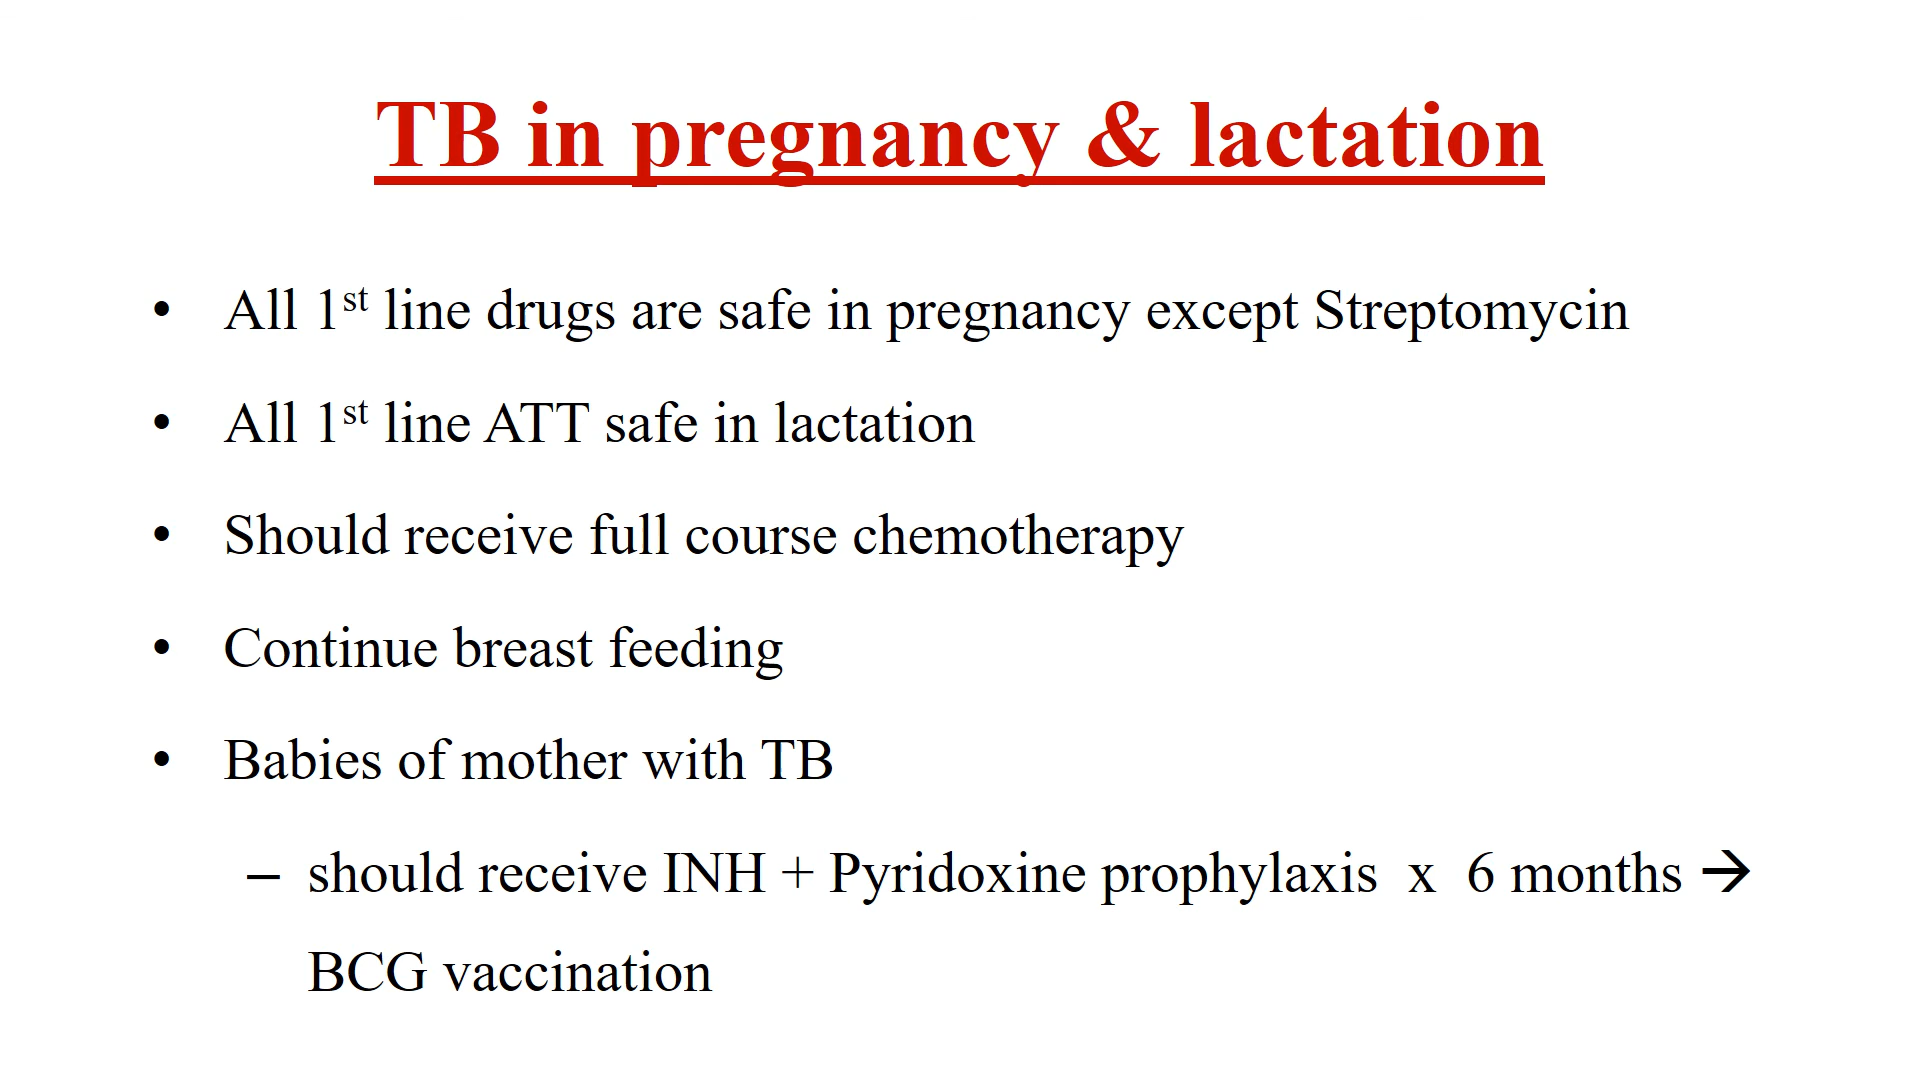 TB in pregnancy & lactation
• All 1st line drugs are safe in pregnancy except Streptomycin
• All 1st line ATT safe in lactation
• Should receive full course chemotherapy
• Continue breast feeding
• Babies of mother with TB
– should receive INH + Pyridoxine prophylaxis x 6 months →
BCG vaccination